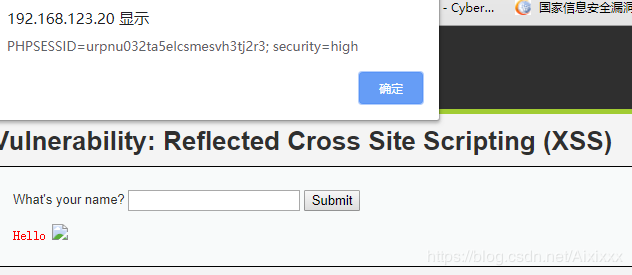 192.168.123.20 显示
- Cyber...
国家信息安全漏洞
PHPSESSID=urpnu032ta5elcsmesvh3tj2r3; security=high
确定
Vulnerability: Reflected Cross Site Scripting (XSS)
What's your name?
Submit
Hello
https://blog.csdn.net/Aixixxx